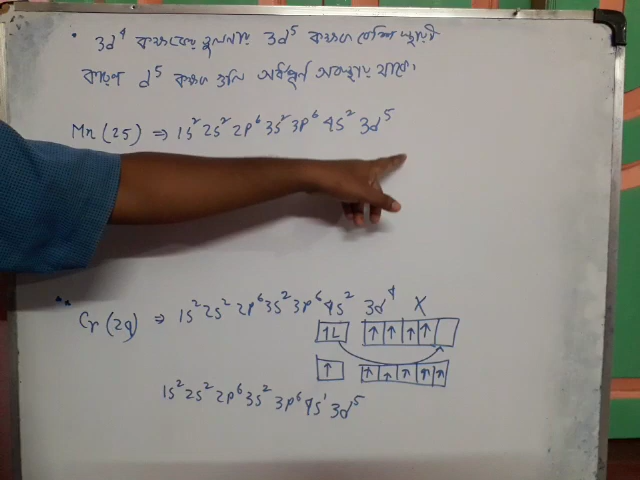 • 3d⁴ কক্ষকের তুলনায় 3d⁵ কক্ষক বেশি স্থায়ী
কারণ d⁵ কক্ষক গুলি অর্ধপূর্ণ অবস্থায় থাকে।
Mn (25) ⇒ 1s² 2s² 2p⁶ 3s² 3p⁶ 4s² 3d⁵
Cr (24) ⇒ 1s² 2s² 2p⁶ 3s² 3p⁶ 4s² 3d⁴ X
↑↓ ↑ ↑ ↑ ↑
↑ ↑ ↑ ↑ ↑ ↑
1s² 2s² 2p⁶ 3s² 3p⁶ 4s¹ 3d⁵